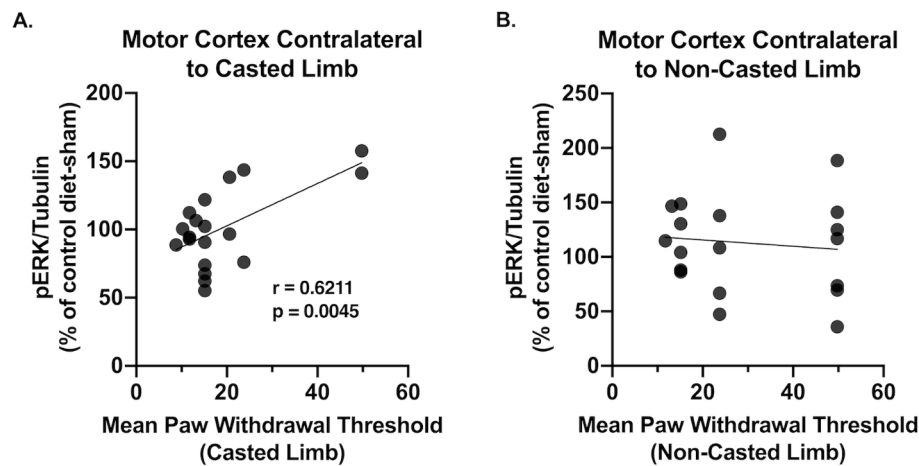 A.
Motor Cortex Contralateral
to Casted Limb
pERK/Tubulin
(% of control diet-sham)
200
150
100
50
0
r = 0.6211
p = 0.0045
0 20 40 60
Mean Paw Withdrawal Threshold
(Casted Limb)
B.
Motor Cortex Contralateral
to Non-Casted Limb
pERK/Tubulin
(% of control diet-sham)
250
200
150
100
50
0
0 20 40 60
Mean Paw Withdrawal Threshold
(Non-Casted Limb)